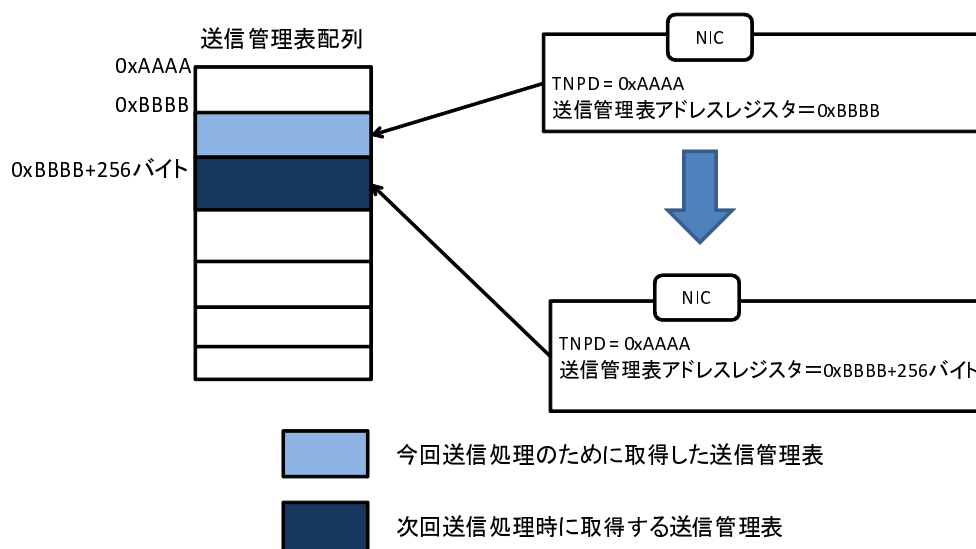 送信管理表配列
0xAAAA
0xBBBB
0xBBBB+256バイト
NIC
TNPD = 0xAAAA
送信管理表アドレスレジスター＝0xBBBB
NIC
TNPD = 0xAAAA
送信管理表アドレスレジスタ＝0xBBBB+256バイト
今回送信処理のために取得した送信管理表
次回送信処理時に取得する送信管理表